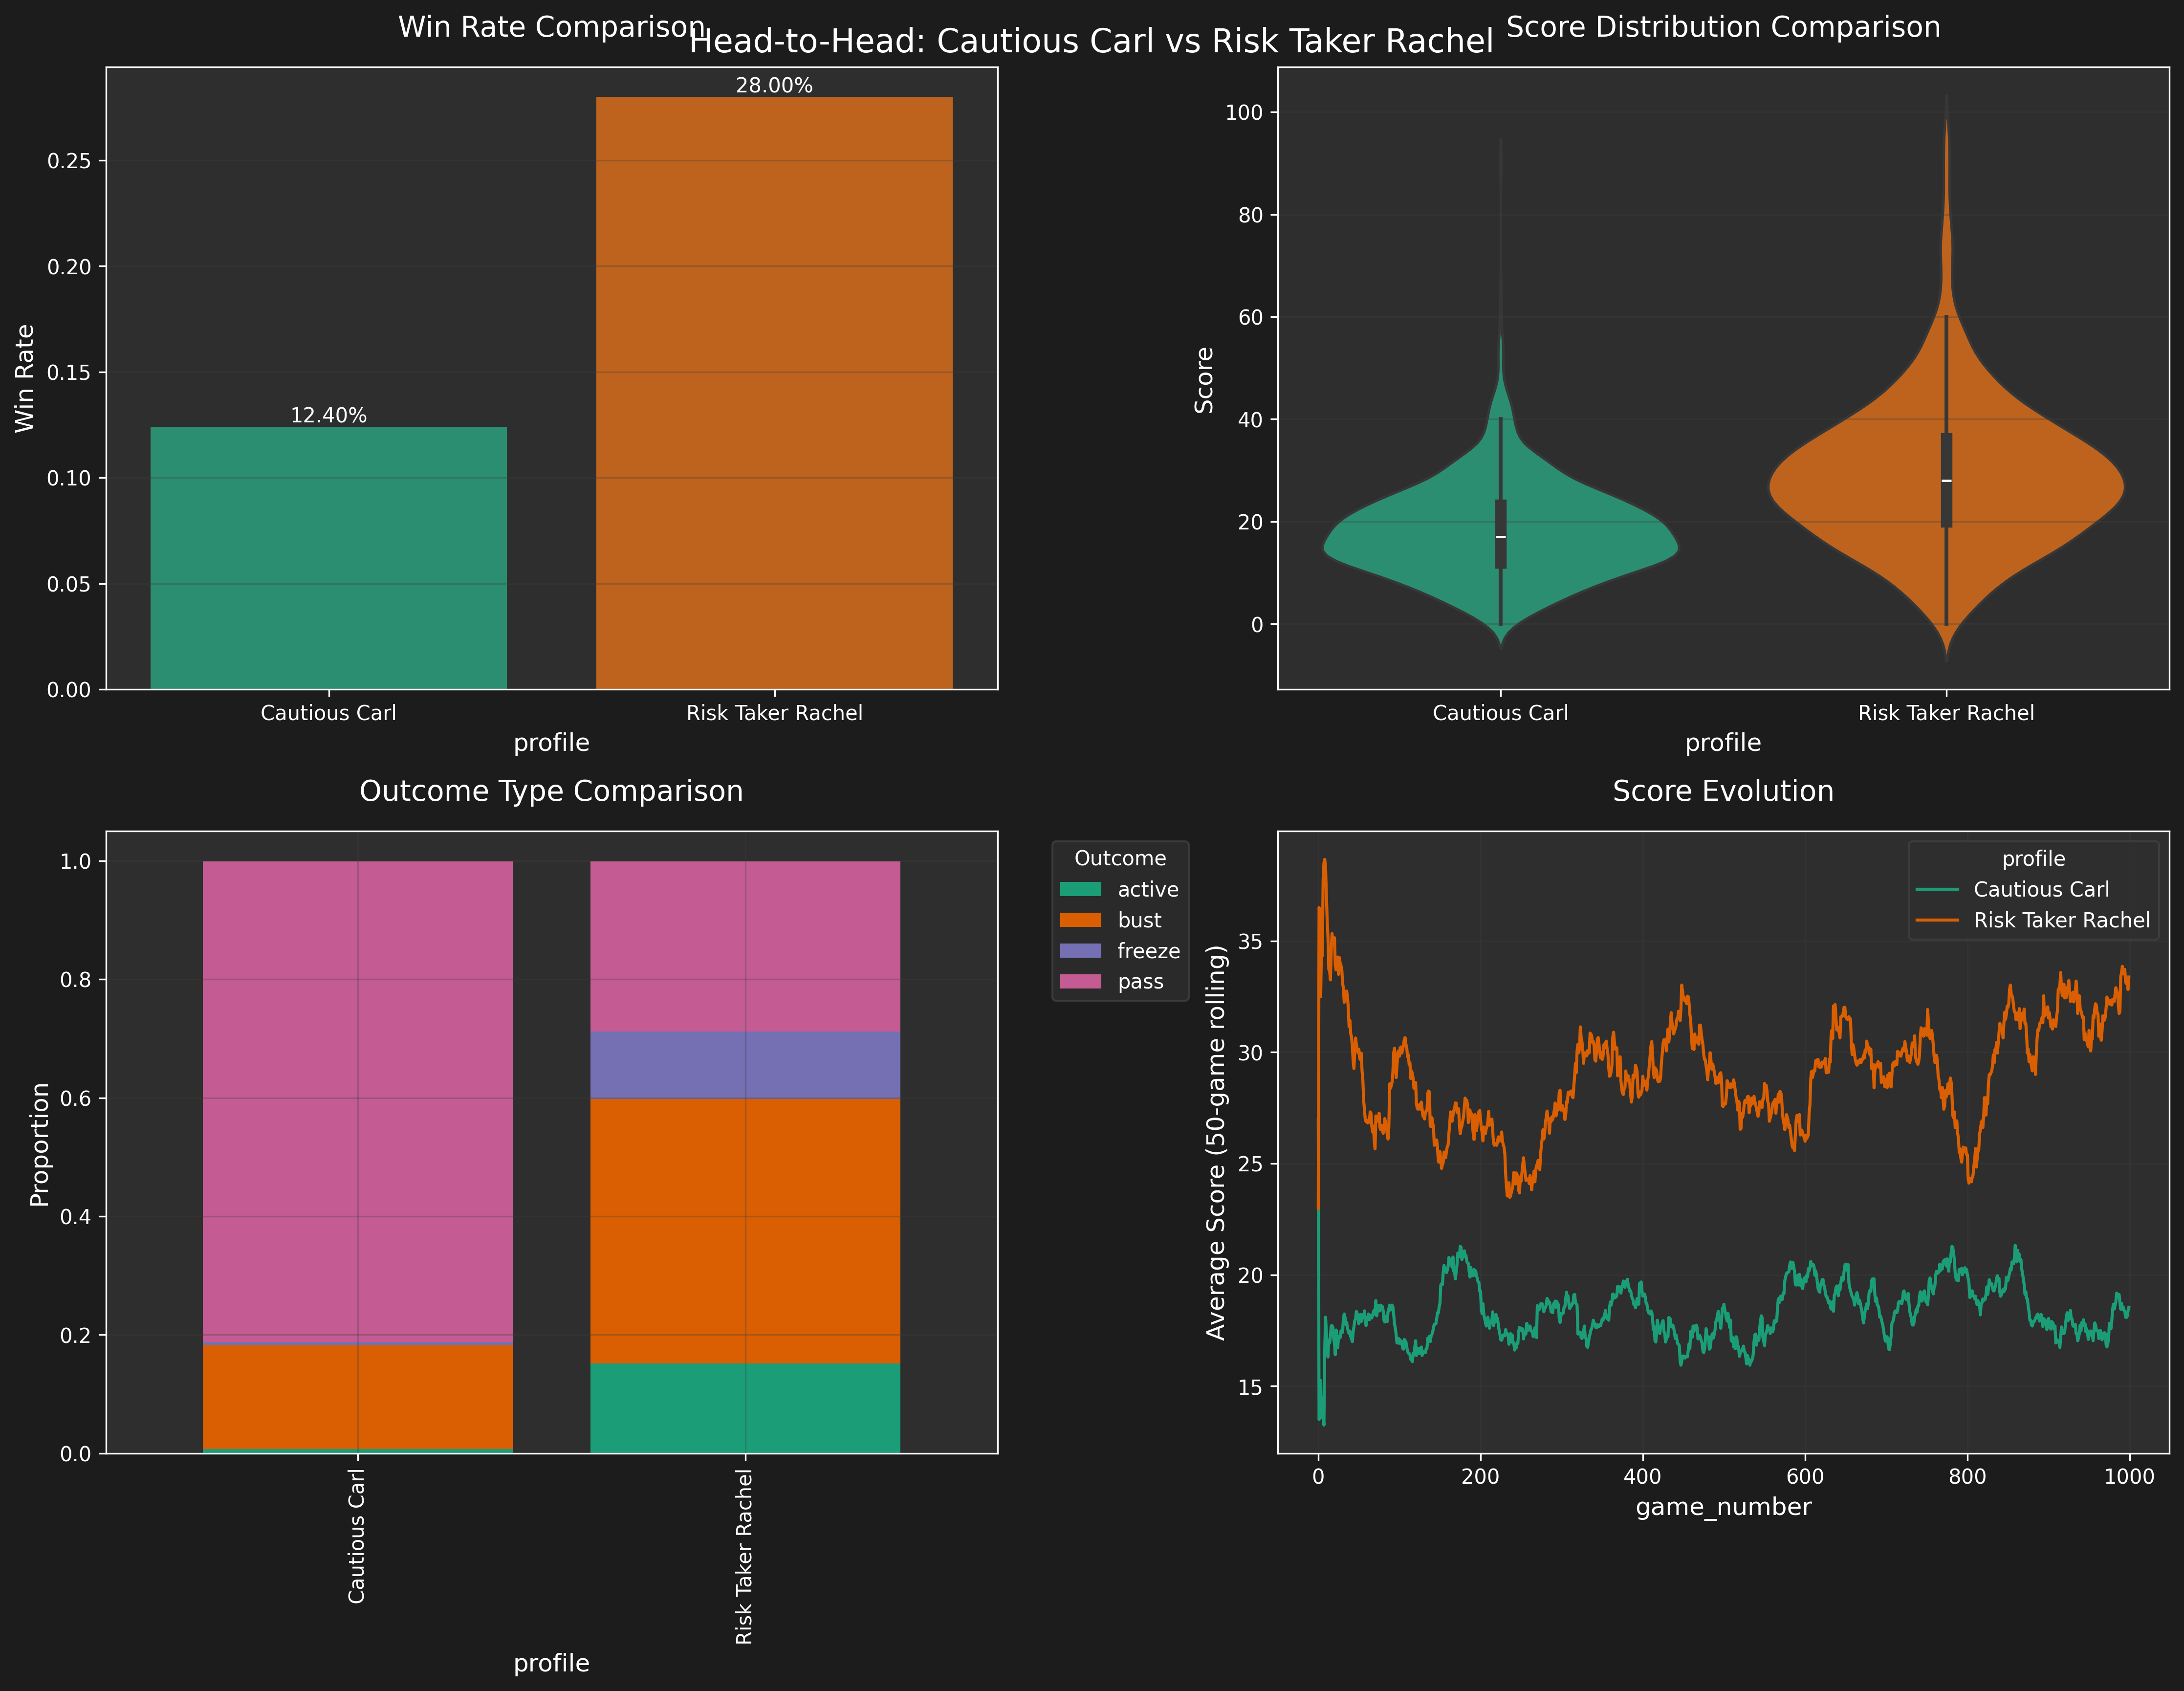 Head-to-Head: Cautious Carl vs Risk Taker Rachel
Win Rate Comparison
28.00%
12.40%
0.25
0.20
0.15
0.10
0.05
0.00
Win Rate
Cautious Carl
Risk Taker Rachel
profile
Score Distribution Comparison
100
80
60
40
20
0
Score
Cautious Carl
Risk Taker Rachel
profile
Outcome Type Comparison
1.0
0.8
0.6
0.4
0.2
0.0
Proportion
Cautious Carl
Risk Taker Rachel
profile
Outcome
active
bust
freeze
pass
Score Evolution
profile
Cautious Carl
Risk Taker Rachel
35
30
25
20
15
Average Score (50-game rolling)
0
200
400
600
800
1000
game_number